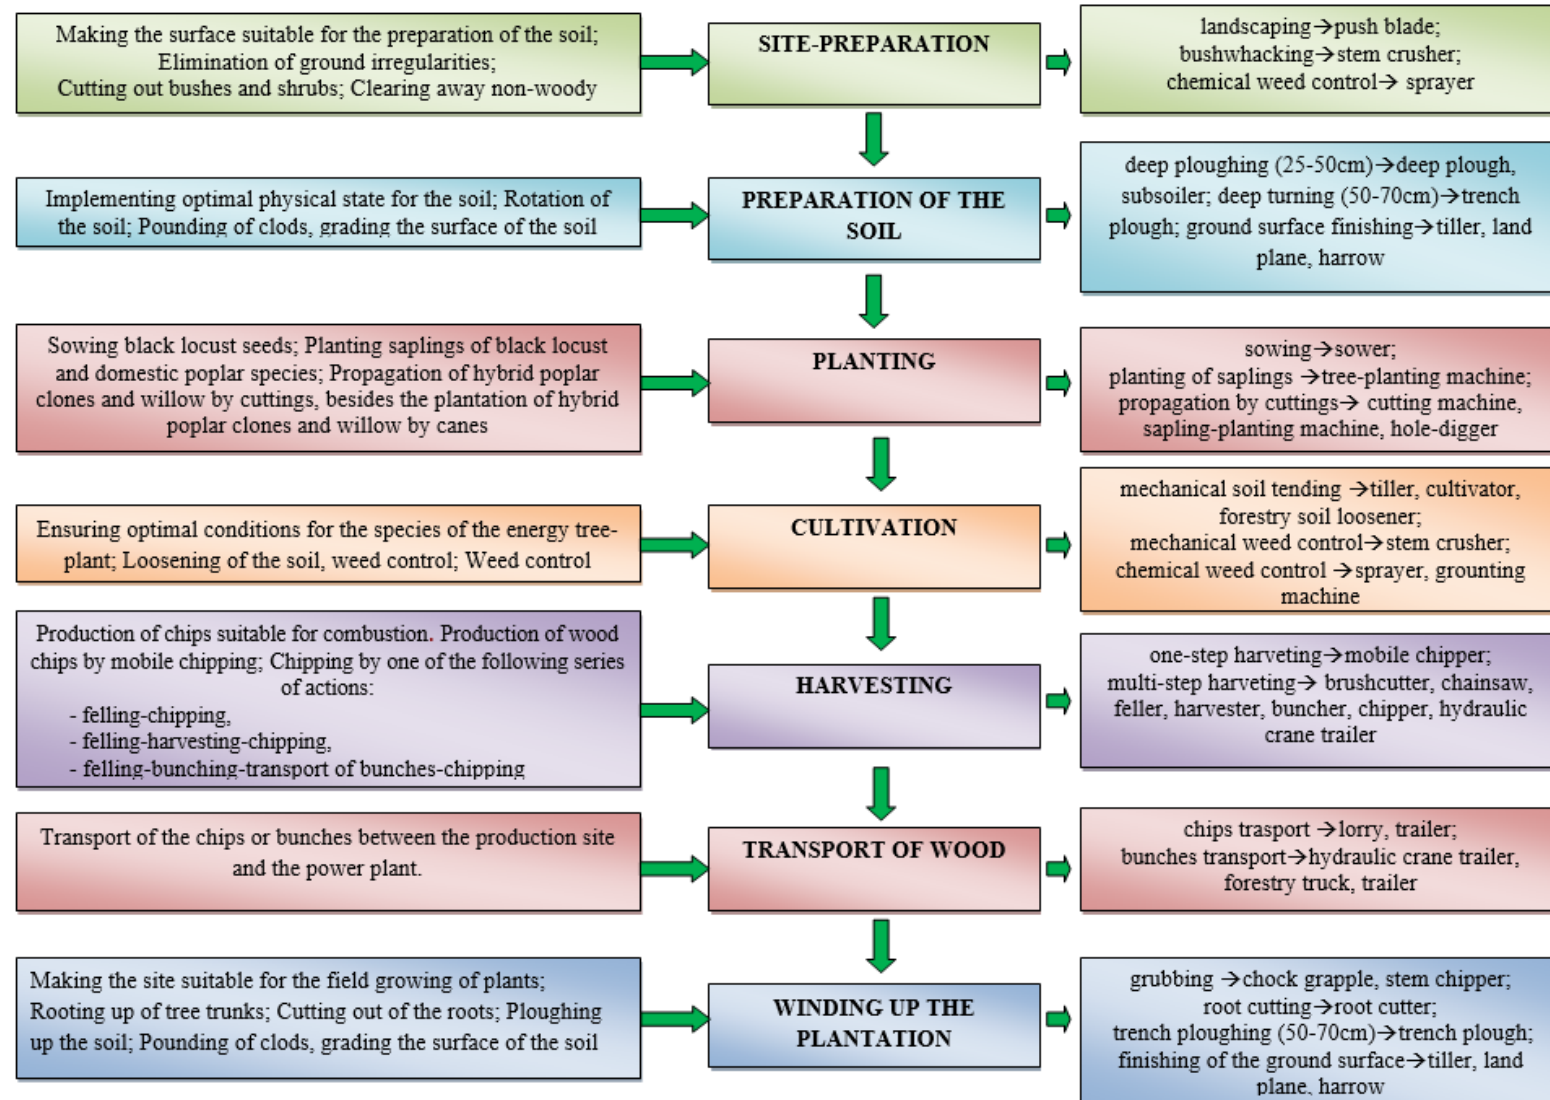 Making the surface suitable for the preparation of the soil;
Elimination of ground irregularities;
Cutting out bushes and shrubs; Clearing away non-woody
SITE-PREPARATION
landscaping→push blade;
bushwhacking→stem crusher;
chemical weed control→ sprayer
Implementing optimal physical state for the soil; Rotation of
the soil; Pounding of clods, grading the surface of the soil
PREPARATION OF THE
SOIL
deep ploughing (25-50cm)→deep plough,
subsoiler; deep turning (50-70cm)→trench
plough; ground surface finishing→tiller, land
plane, harrow
Sowing black locust seeds; Planting saplings of black locust
and domestic poplar species; Propagation of hybrid poplar
clones and willow by cuttings, besides the plantation of hybrid
poplar clones and willow by canes
PLANTING
sowing→sower;
planting of saplings →tree-planting machine;
propagation by cuttings→ cutting machine,
sapling-planting machine, hole-digger
Ensuring optimal conditions for the species of the energy tree-
plant; Loosening of the soil, weed control; Weed control
CULTIVATION
mechanical soil tending →tiller, cultivator,
forestry soil loosener;
mechanical weed control→stem crusher;
chemical weed control →sprayer, grounting
machine
Production of chips suitable for combustion. Production of wood
chips by mobile chipping; Chipping by one of the following series
of actions:
- felling-chipping,
- felling-harvesting-chipping,
- felling-bunching-transport of bunches-chipping
HARVESTING
one-step harveting→mobile chipper;
multi-step harveting→ brushcutter, chainsaw,
feller, harvester, buncher, chipper, hydraulic
crane trailer
Transport of the chips or bunches between the production site
and the power plant.
TRANSPORT OF WOOD
chips trasport →lorry, trailer;
bunches transport→hydraulic crane trailer,
forestry truck, trailer
Making the site suitable for the field growing of plants;
Rooting up of tree trunks; Cutting out of the roots; Ploughing
up the soil; Pounding of clods, grading the surface of the soil
WINDING UP THE
PLANTATION
grubbing →chock grapple, stem chipper;
root cutting→root cutter;
trench ploughing (50-70cm)→trench plough;
finishing of the ground surface→tiller, land
plane, harrow